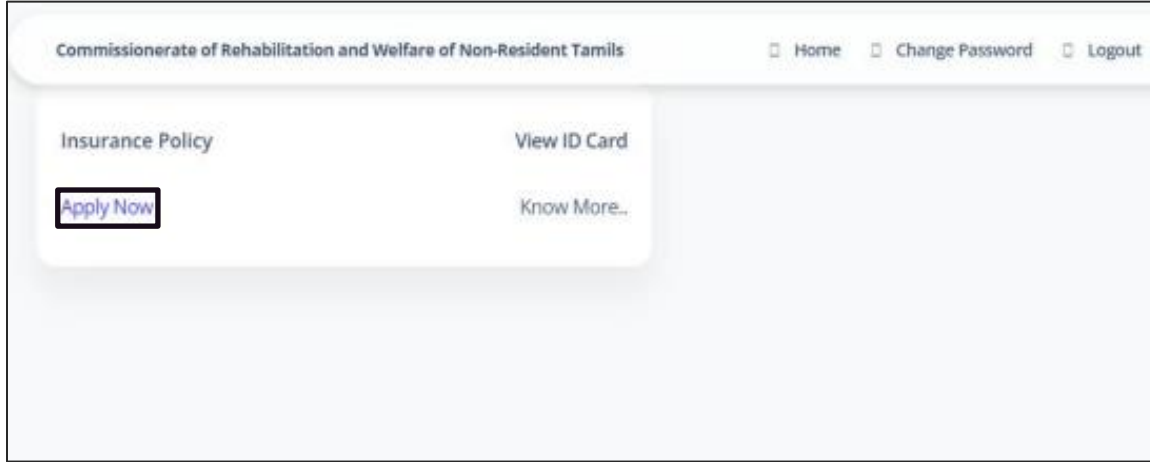 Commissionerate of Rehabilitation and Welfare of Non-Resident Tamils Home Change Password Logout
Insurance Policy View ID Card
Apply Now Know More..